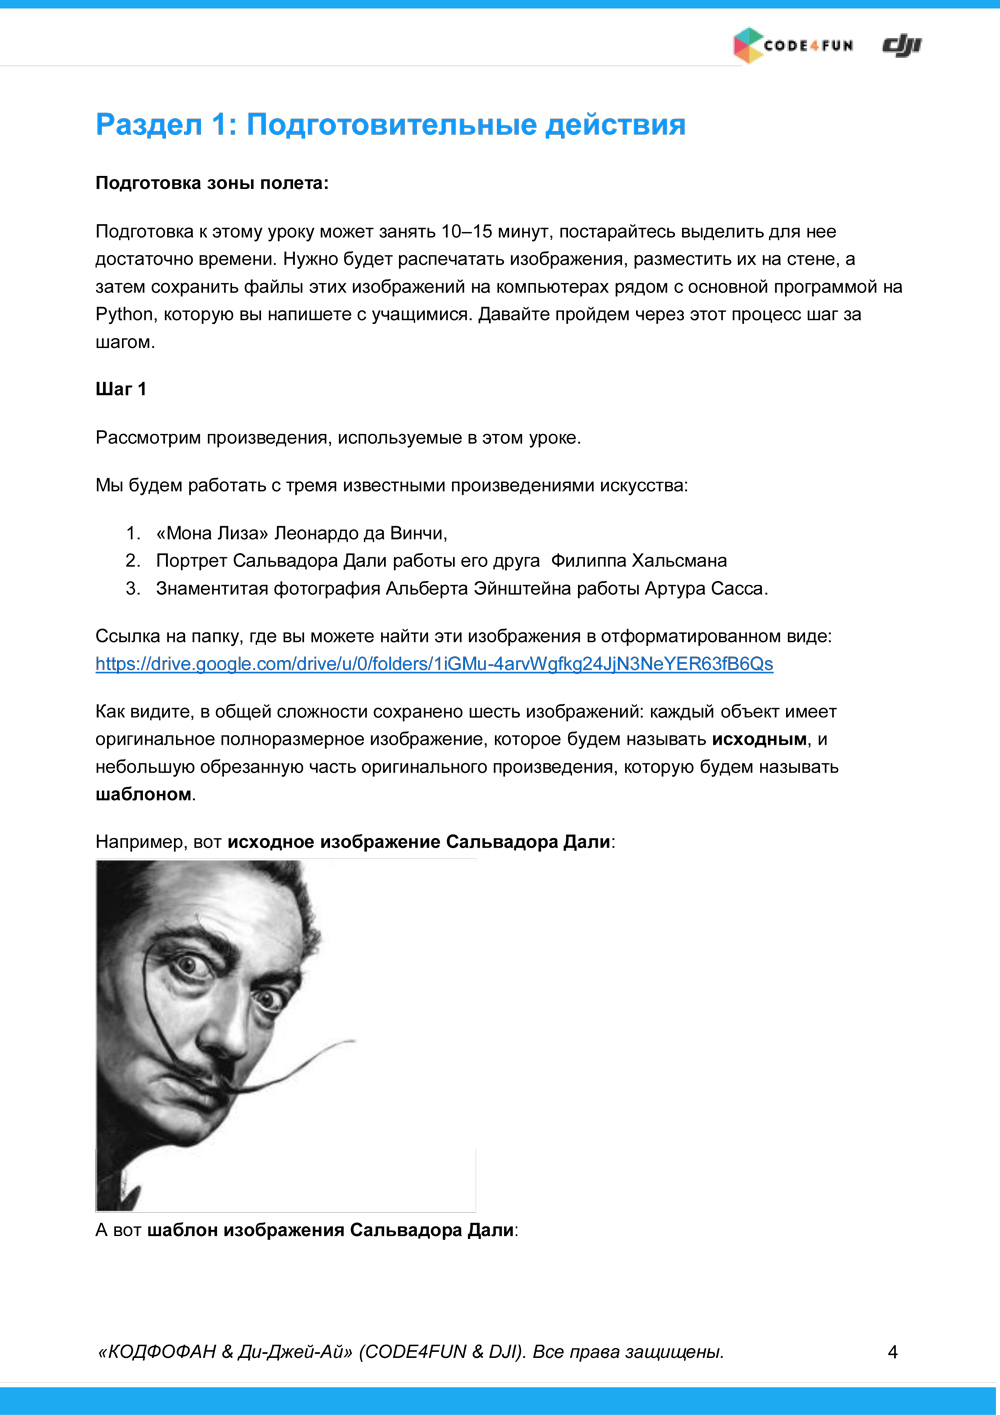 CODE4FUN dji
Раздел 1: Подготовительные действия
Подготовка зоны полета:
Подготовка к этому уроку может занять 10–15 минут, постарайтесь выделить для нее
достаточно времени. Нужно будет распечатать изображения, разместить их на стене, а
затем сохранить файлы этих изображений на компьютерах рядом с основной программой на
Python, которую вы напишете с учащимися. Давайте пройдем через этот процесс шаг за
шагом.
Шаг 1
Рассмотрим произведения, используемые в этом уроке.
Мы будем работать с тремя известными произведениями искусства:
1. «Мона Лиза» Леонардо да Винчи,
2. Портрет Сальвадора Дали работы его друга Филиппа Хальсмана
3. Знаментитая фотография Альберта Эйнштейна работы Артура Сасса.
Ссылка на папку, где вы можете найти эти изображения в отформатированном виде:
https://drive.google.com/drive/u/0/folders/1iGMu-4arvWgfkg24JjN3NeYER63fB6Qs
Как видите, в общей сложности сохранено шесть изображений: каждый объект имеет
оригинальное полноразмерное изображение, которое будем называть исходным, и
небольшую обрезанную часть оригинального произведения, которую будем называть
шаблоном.
Например, вот исходное изображение Сальвадора Дали:
А вот шаблон изображения Сальвадора Дали:
«КОДФОФАН & Ди-Джей-Ай» (CODE4FUN & DJI). Все права защищены. 4